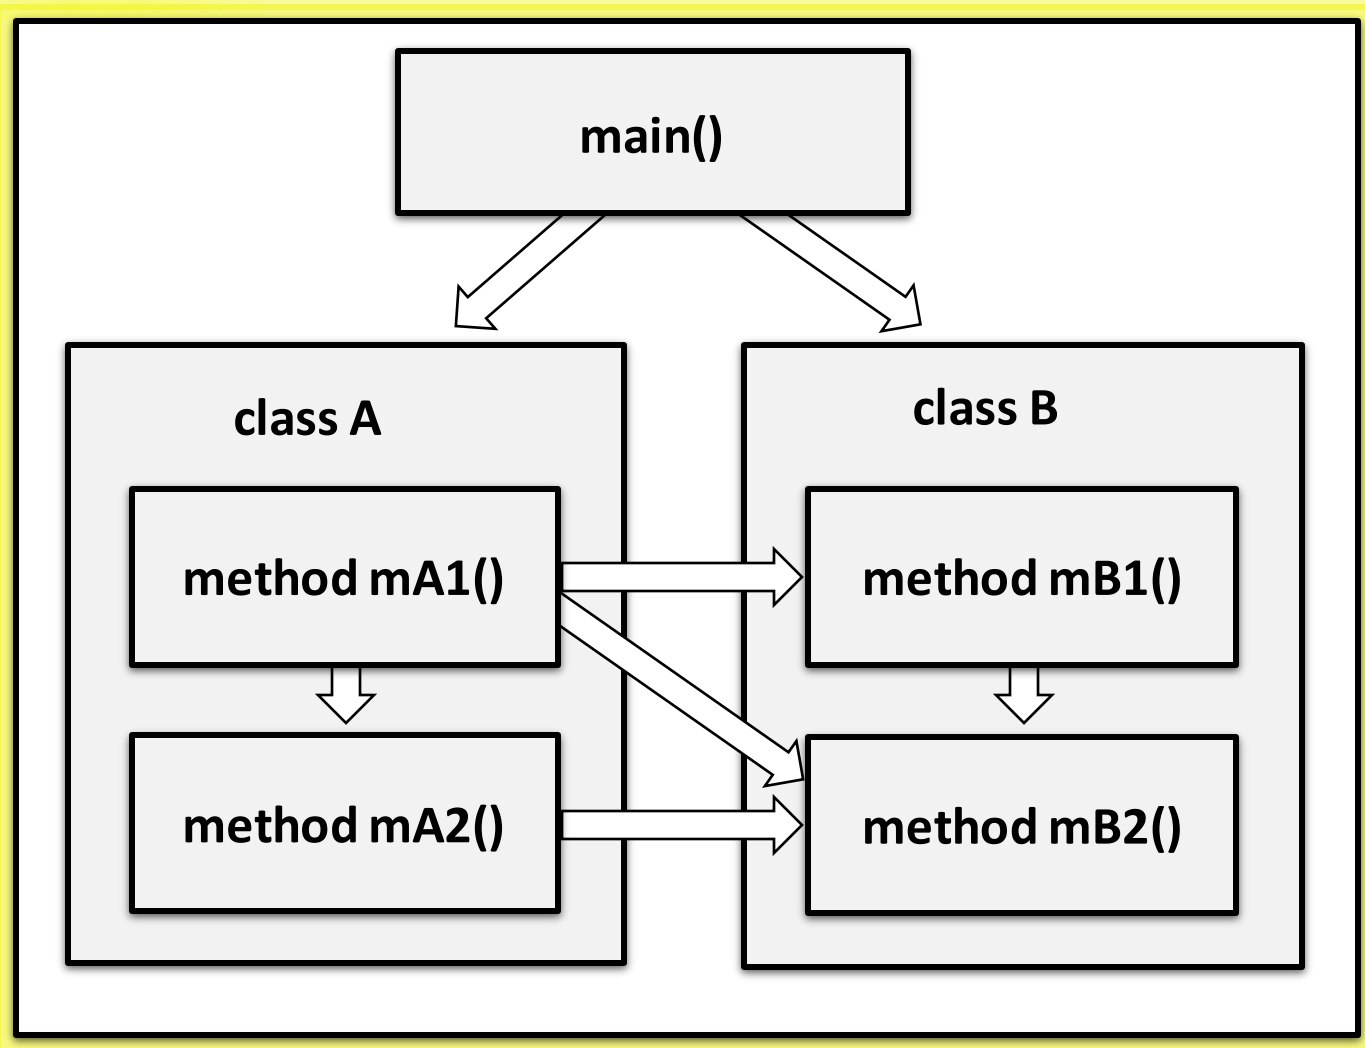 main()
class A
class B
method mA1()
method mB1()
method mA2()
method mB2()